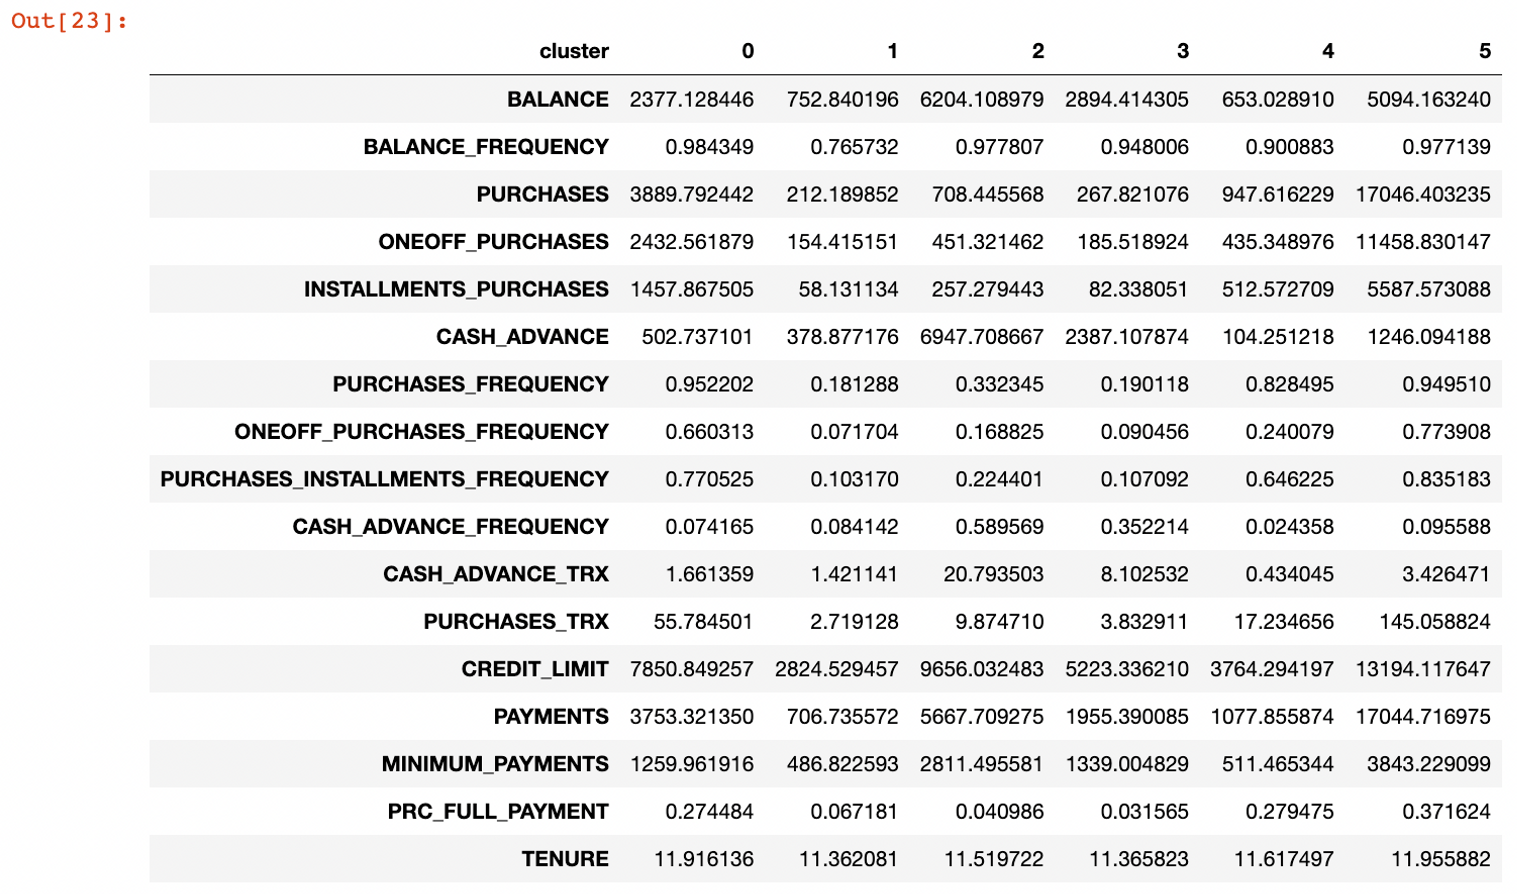 Out[23]:
cluster 0 1 2 3 4 5
BALANCE 2377.128446 752.840196 6204.108979 2894.414305 653.028910 5094.163240
BALANCE_FREQUENCY 0.984349 0.765732 0.977807 0.948006 0.900883 0.977139
PURCHASES 3889.792442 212.189852 708.445568 267.821076 947.616229 17046.403235
ONEOFF_PURCHASES 2432.561879 154.415151 451.321462 185.518924 435.348976 11458.830147
INSTALLMENTS_PURCHASES 1457.867505 58.131134 257.279443 82.338051 512.572709 5587.573088
CASH_ADVANCE 502.737101 378.877176 6947.708667 2387.107874 104.251218 1246.094188
PURCHASES_FREQUENCY 0.952202 0.181288 0.332345 0.190118 0.828495 0.949510
ONEOFF_PURCHASES_FREQUENCY 0.660313 0.071704 0.168825 0.090456 0.240079 0.773908
PURCHASES_INSTALLMENTS_FREQUENCY 0.770525 0.103170 0.224401 0.107092 0.646225 0.835183
CASH_ADVANCE_FREQUENCY 0.074165 0.084142 0.589569 0.352214 0.024358 0.095588
CASH_ADVANCE_TRX 1.661359 1.421141 20.793503 8.102532 0.434045 3.426471
PURCHASES_TRX 55.784501 2.719128 9.874710 3.832911 17.234656 145.058824
CREDIT_LIMIT 7850.849257 2824.529457 9656.032483 5223.336210 3764.294197 13194.117647
PAYMENTS 3753.321350 706.735572 5667.709275 1955.390085 1077.855874 17044.716975
MINIMUM_PAYMENTS 1259.961916 486.822593 2811.495581 1339.004829 511.465344 3843.229099
PRC_FULL_PAYMENT 0.274484 0.067181 0.040986 0.031565 0.279475 0.371624
TENURE 11.916136 11.362081 11.519722 11.365823 11.617497 11.955882